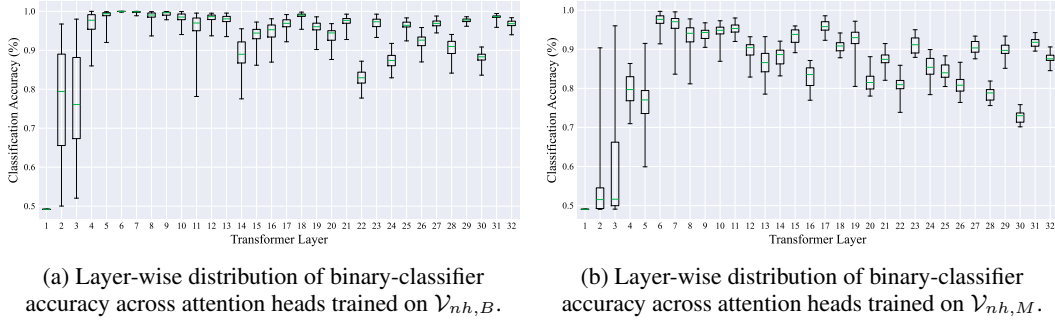 Classification Accuracy (%)
1.0
0.9
0.8
0.7
0.6
0.5
1 2 3 4 5 6 7 8 9 10 11 12 13 14 15 16 17 18 19 20 21 22 23 24 25 26 27 28 29 30 31 32
Transformer Layer
(a) Layer-wise distribution of binary-classifier
accuracy across attention heads trained on 𝒱nh,B.
Classification Accuracy (%)
1.0
0.9
0.8
0.7
0.6
0.5
1 2 3 4 5 6 7 8 9 10 11 12 13 14 15 16 17 18 19 20 21 22 23 24 25 26 27 28 29 30 31 32
Transformer Layer
(b) Layer-wise distribution of binary-classifier
accuracy across attention heads trained on 𝒱nh,M.